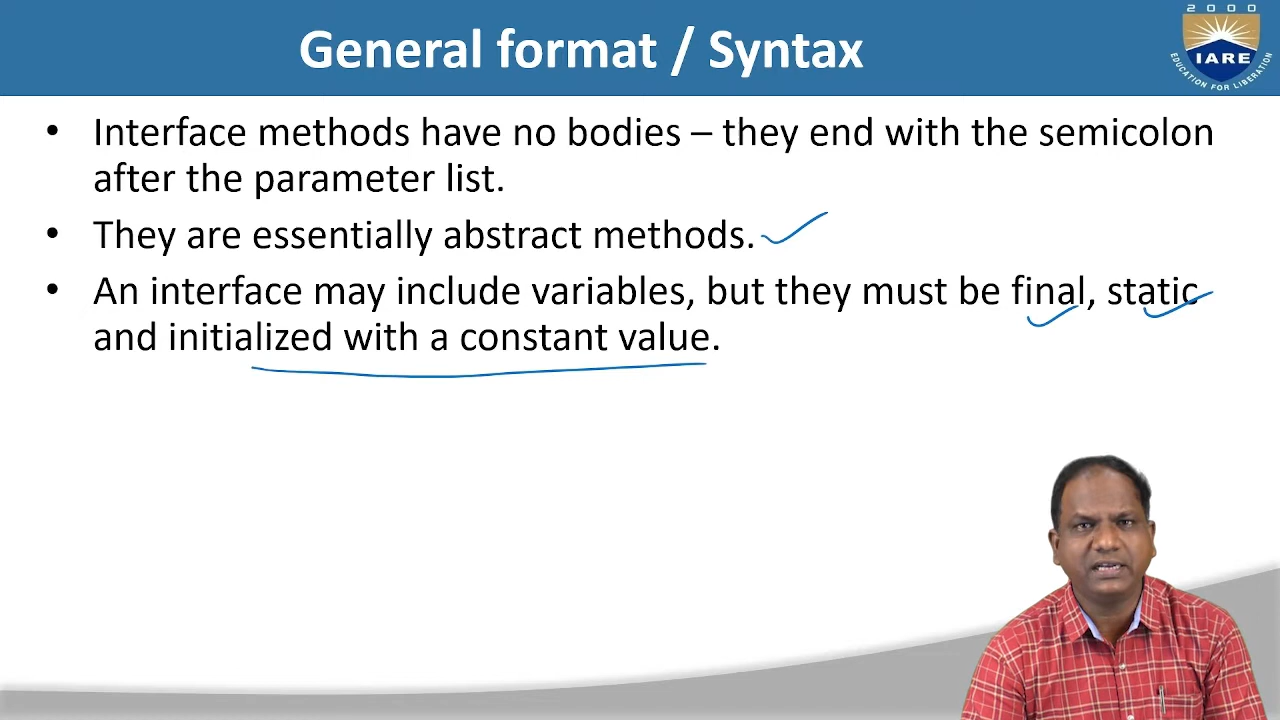 General format / Syntax
2000
IARE
EDUCATION FOR LIBERATION
• Interface methods have no bodies – they end with the semicolon
after the parameter list.
• They are essentially abstract methods.
• An interface may include variables, but they must be final, static
and initialized with a constant value.